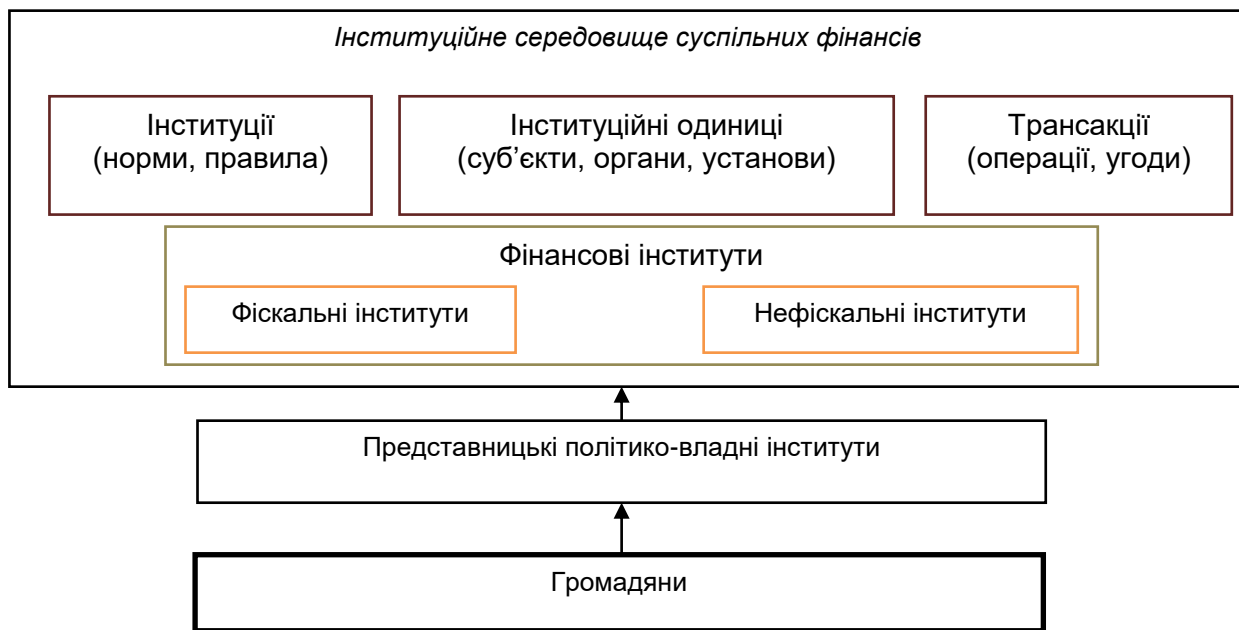 Інституційне середовище суспільних фінансів
Інституції
(норми, правила)
Інституційні одиниці
(суб’єкти, органи, установи)
Трансакції
(операції, угоди)
Фінансові інститути
Фіскальні інститути
Нефіскальні інститути
Представницькі політико-владні інститути
Громадяни